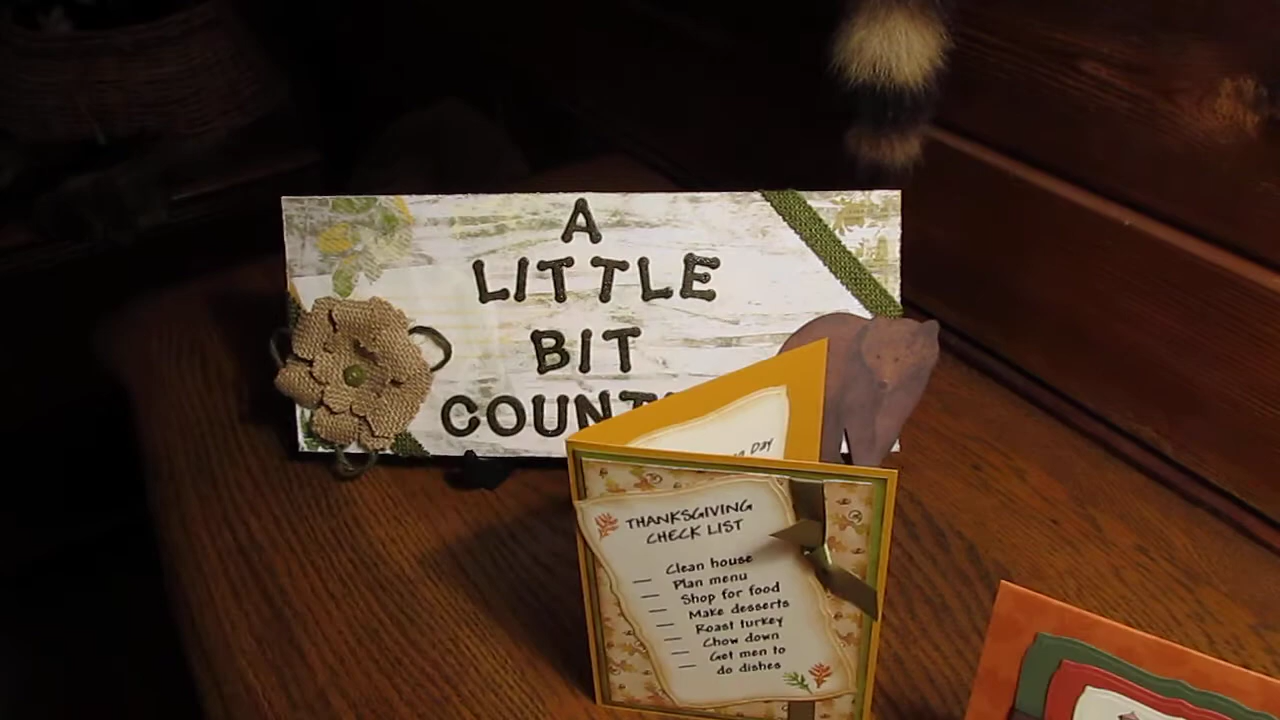 A
LITTLE
BIT
Day
THANKSGIVING
CHECK LIST
Clean house
Plan menu
Shop for food
Make desserts
Roast turkey
Chow down
Get men to
do dishes